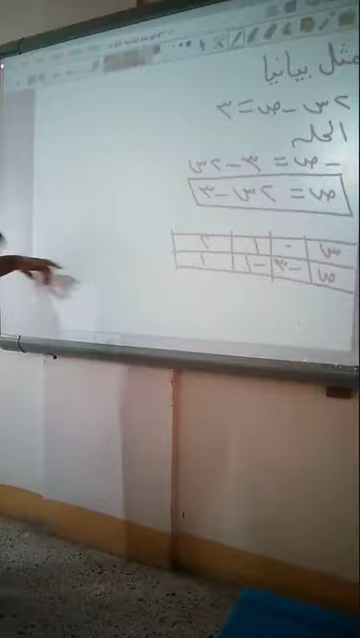 مثل بيانيا
٢س - ص = ٣
الحل
- ص = ٣ - ٢س
ص = ٢س - ٣
س ٠ ١ ٢
ص -٣ -١ ١